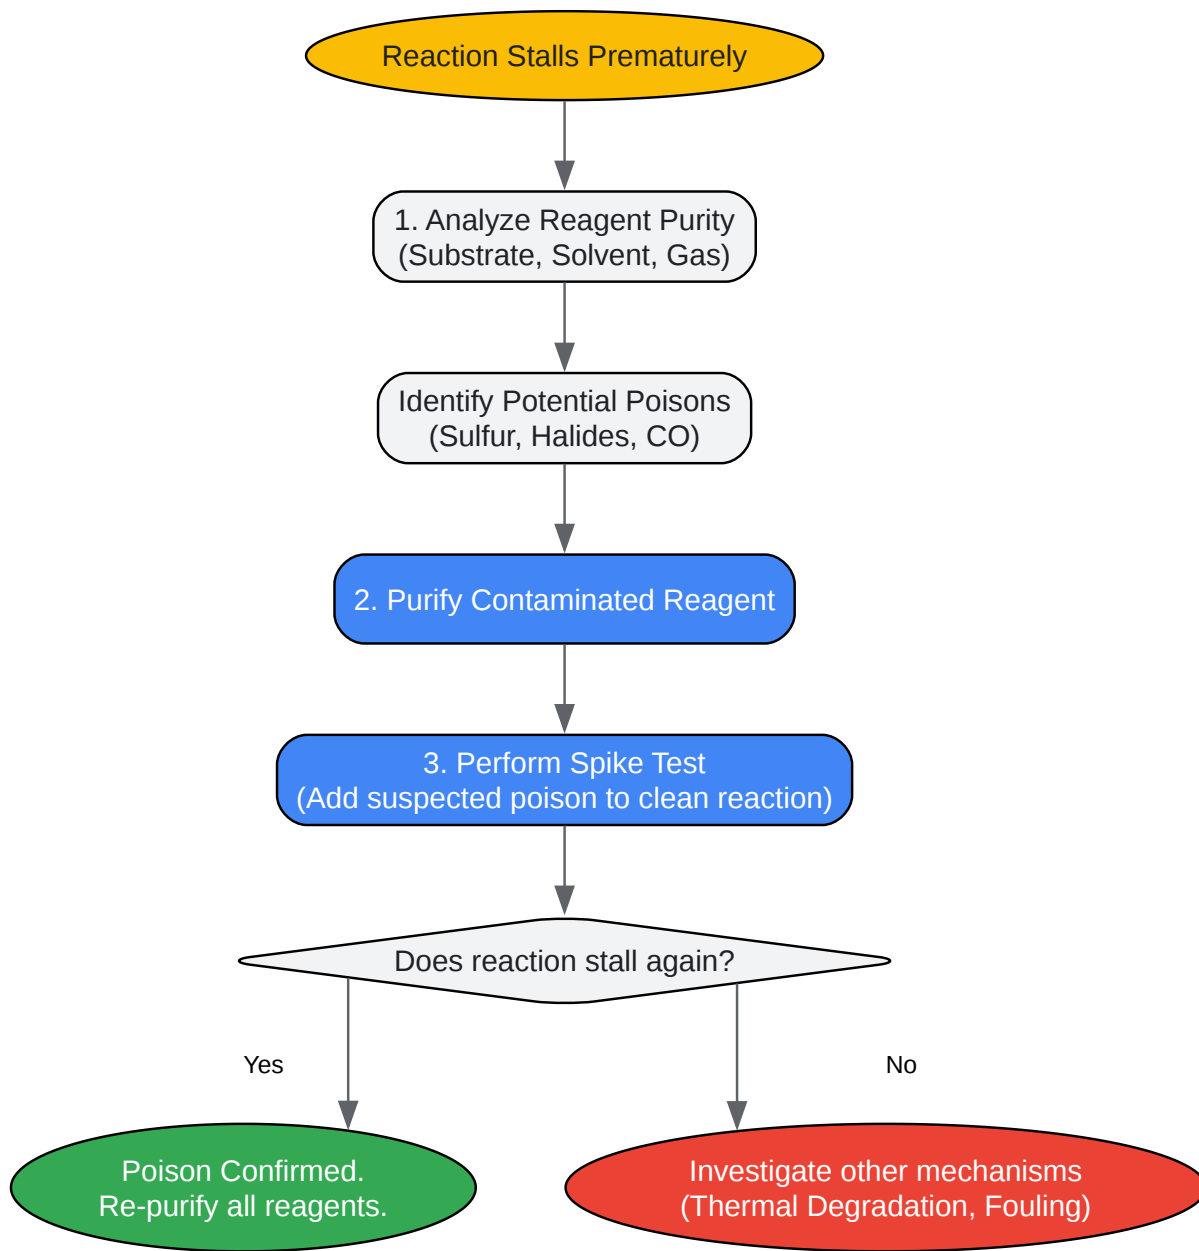 Reaction Stalls Prematurely
1. Analyze Reagent Purity
(Substrate, Solvent, Gas)
Identify Potential Poisons
(Sulfur, Halides, CO)
2. Purify Contaminated Reagent
3. Perform Spike Test
(Add suspected poison to clean reaction)
Does reaction stall again?
Yes
No
Poison Confirmed.
Re-purify all reagents.
Investigate other mechanisms
(Thermal Degradation, Fouling)